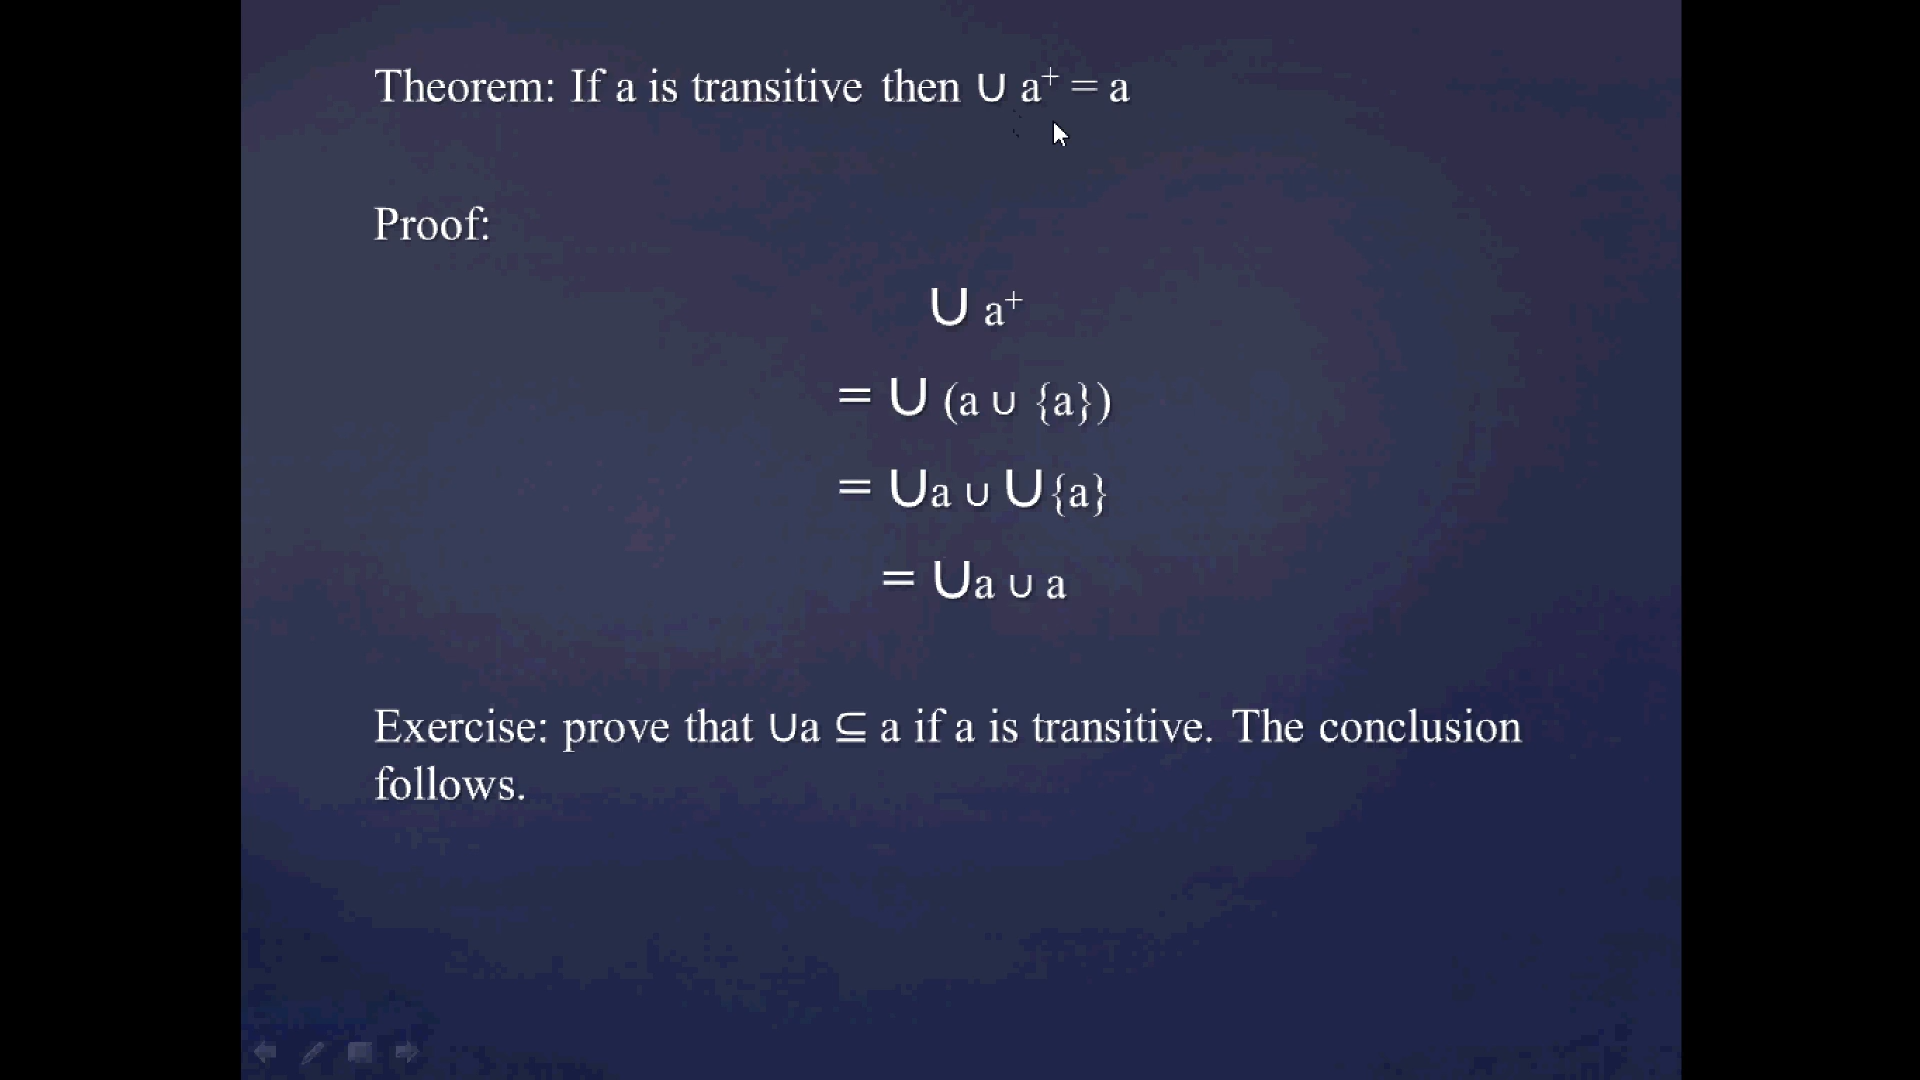 Theorem: If a is transitive then ∪ a⁺ = a
Proof:
∪ a⁺
= ∪ (a ∪ {a})
= ∪a ∪ ∪{a}
= ∪a ∪ a
Exercise: prove that ∪a ⊆ a if a is transitive. The conclusion
follows.